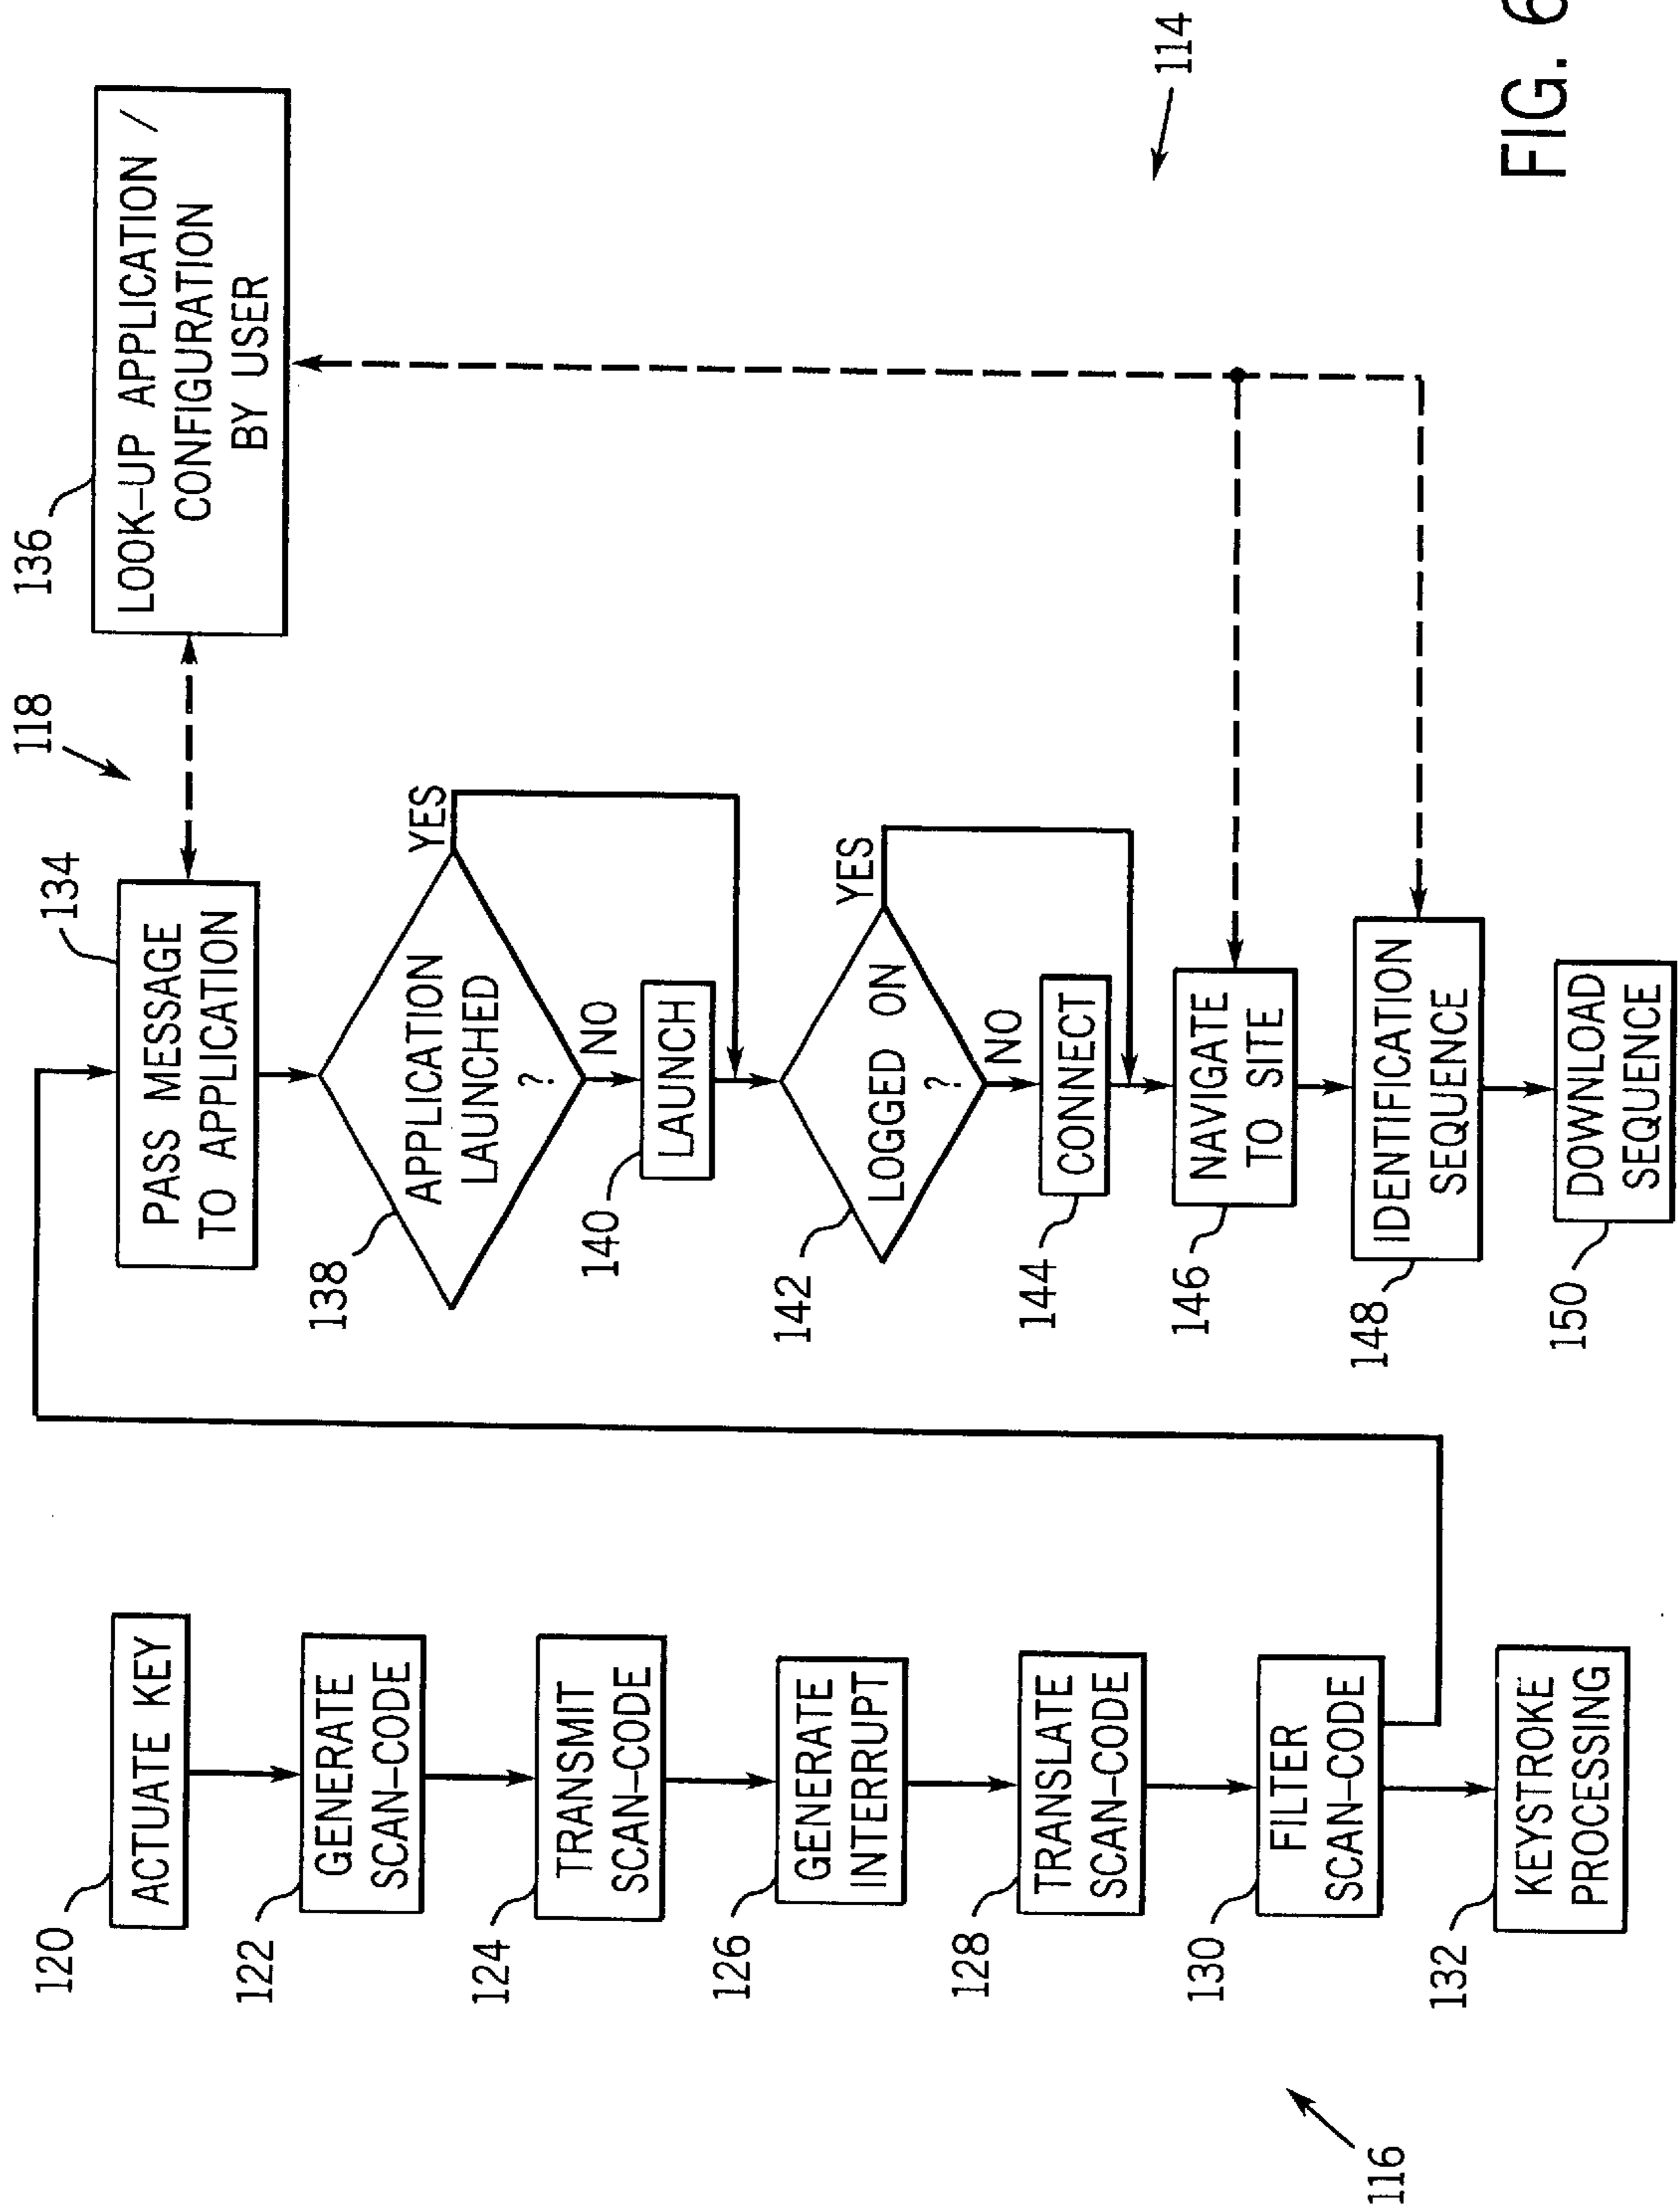 120
ACTUATE KEY
122
GENERATE
SCAN-CODE
124
TRANSMIT
SCAN-CODE
126
GENERATE
INTERRUPT
128
TRANSLATE
SCAN-CODE
130
FILTER
SCAN-CODE
132
KEYSTROKE
PROCESSING
116
118
134
PASS MESSAGE
TO APPLICATION
136
LOOK-UP APPLICATION /
CONFIGURATION
BY USER
138
APPLICATION
LAUNCHED
?
YES
NO
140
LAUNCH
142
LOGGED ON
?
YES
NO
144
CONNECT
146
NAVIGATE
TO SITE
148
IDENTIFICATION
SEQUENCE
150
DOWNLOAD
SEQUENCE
114
FIG. 6